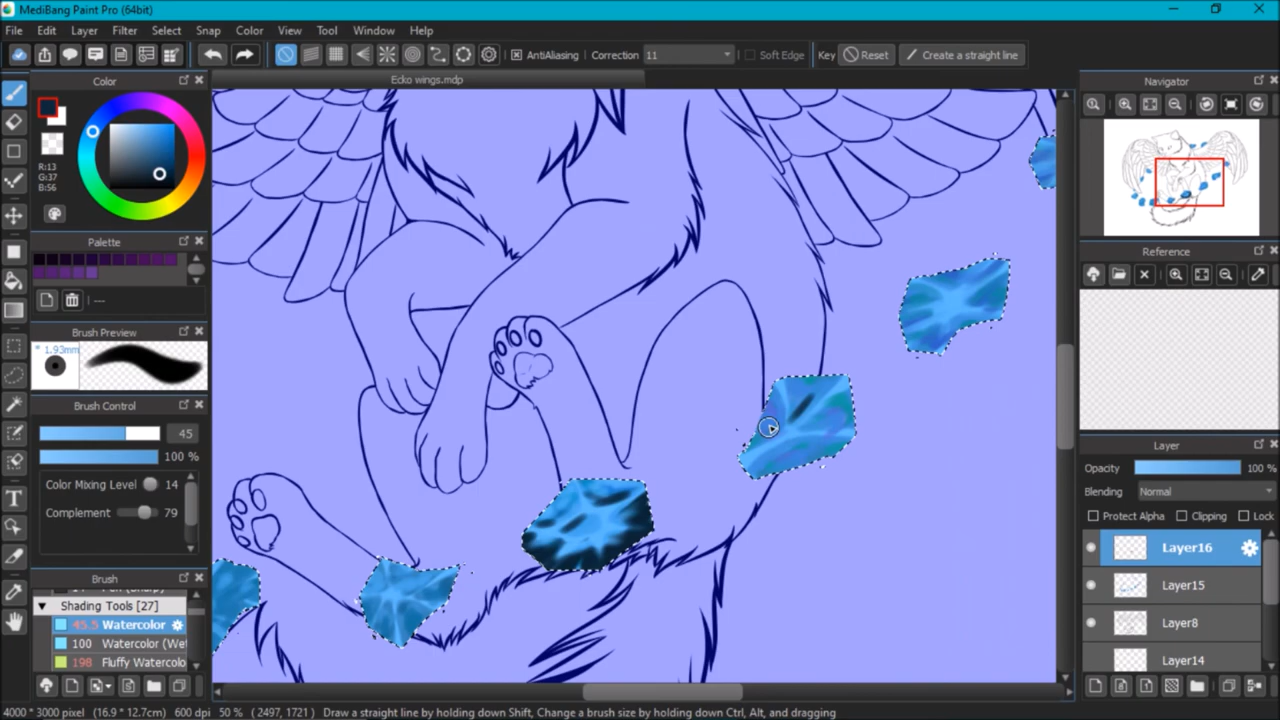 MediBang Paint Pro (64bit)
File Edit Layer Filter Select Snap Color View Tool Window Help
AntiAliasing Correction 11 Soft Edge Key Reset Create a straight line
Color
Ecko wings.mdp
Navigator
R:13
G:37
B:56
Palette
---
Reference
Brush Preview
* 1.93mm
Brush Control
45
100 %
Color Mixing Level 14
Complement 79
Layer
Opacity 100 %
Blending Normal
Protect Alpha Clipping Lock
Layer16
Layer15
Layer8
Layer14
Brush
Shading Tools [27]
45.5 Watercolor
100 Watercolor (We
198 Fluffy Watercolo
4000 * 3000 pixel (16.9 * 12.7cm) 600 dpi 50 % (2497, 1721) Draw a straight line by holding down Shift, Change a brush size by holding down Ctrl, Alt, and dragging